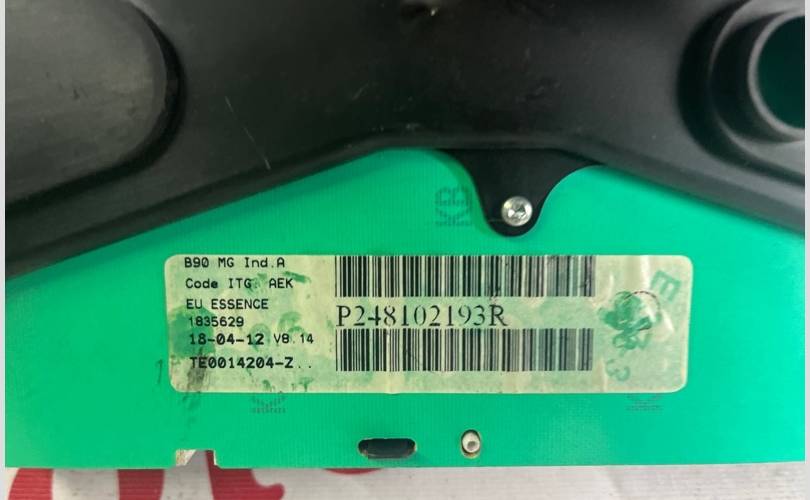 B90 MG Ind.A
Code ITG. AEK
EU ESSENCE
1835629
18-04-12 V8.14
TE0014204-Z..
P248102193R